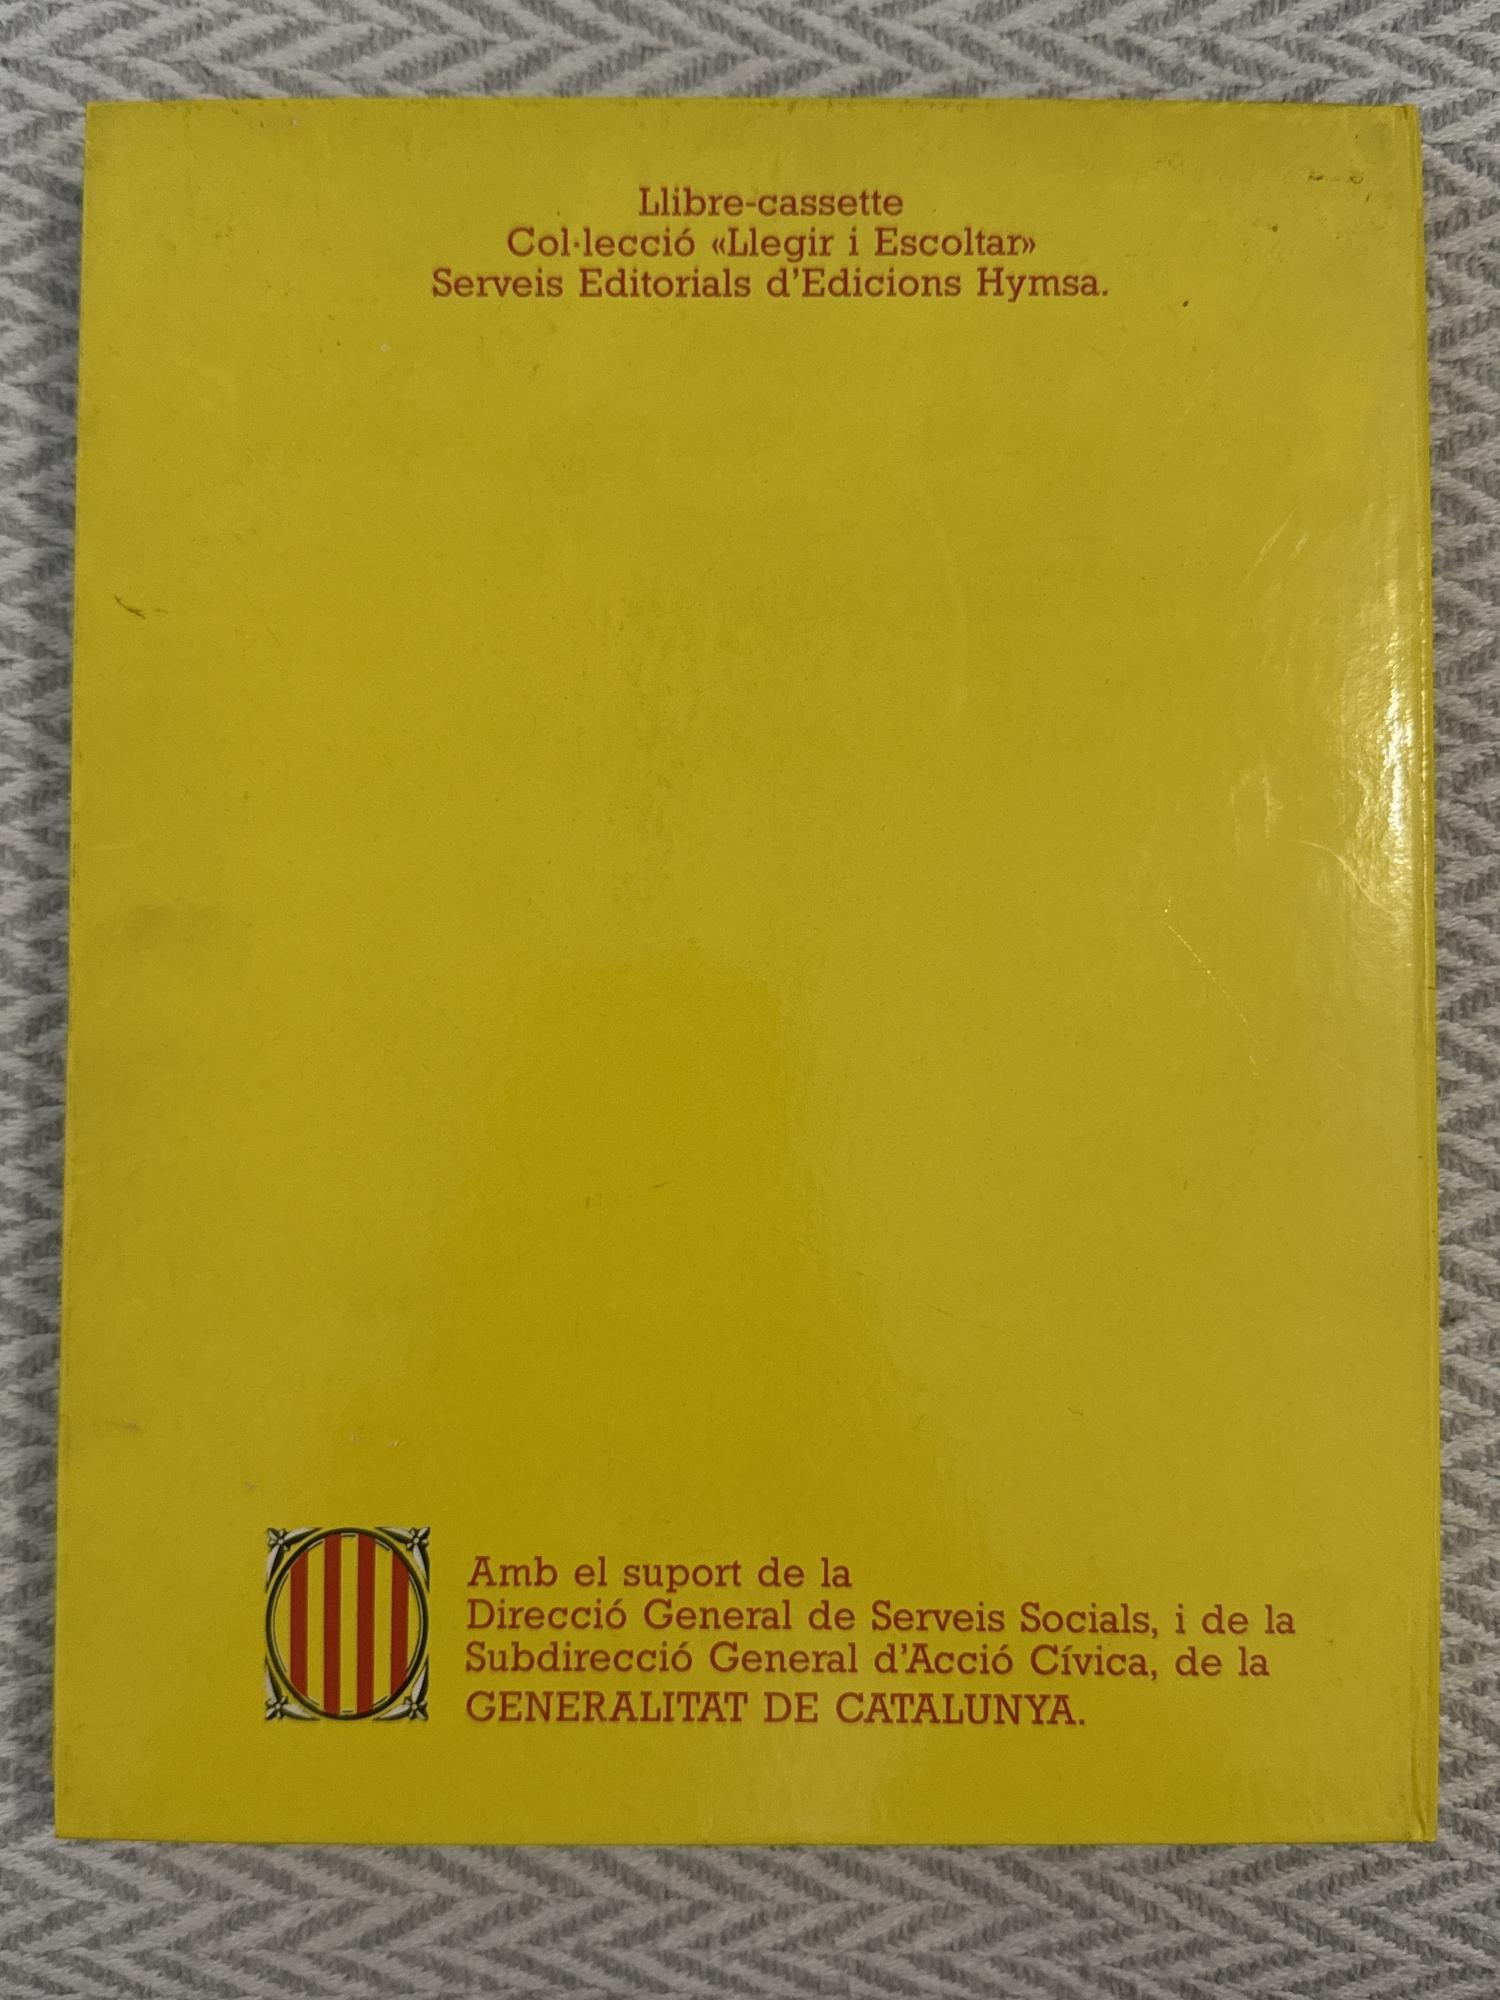 Llibre-cassette
Col·lecció «Llegir i Escoltar»
Serveis Editorials d'Edicions Hymsa.
Amb el suport de la
Direcció General de Serveis Socials, i de la
Subdirecció General d'Acció Cívica, de la
GENERALITAT DE CATALUNYA.